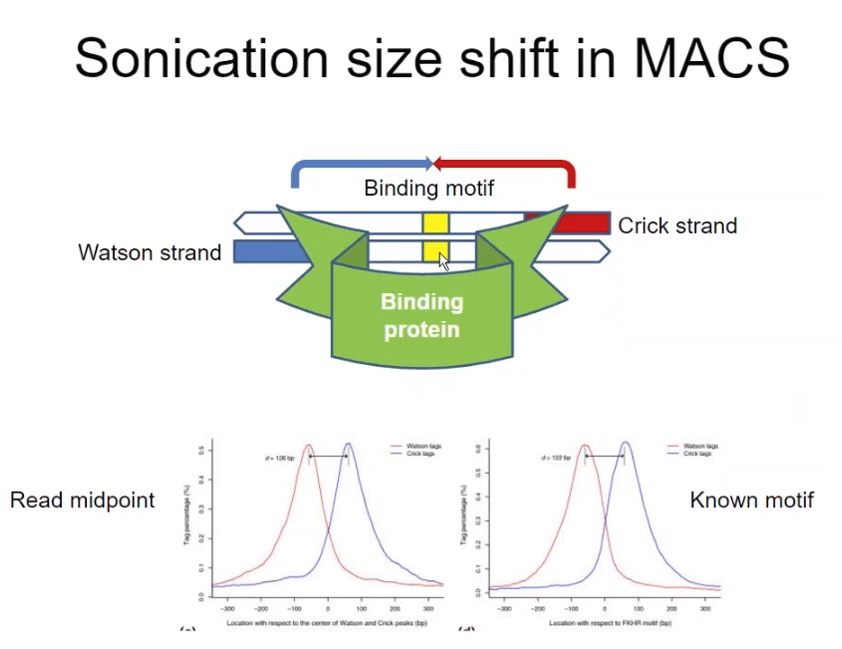 Sonication size shift in MACS
Binding motif
Crick strand
Watson strand
Binding
protein
Read midpoint
Known motif
d = 126 bp
Watson tags
Crick tags
Tag percentage (%)
0.0 0.1 0.2 0.3 0.4 0.5
−300 −200 −100 0 100 200 300
Location with respect to the center of Watson and Crick peaks (bp)
d = 122 bp
Watson tags
Crick tags
Tag percentage (%)
0.0 0.1 0.2 0.3 0.4 0.5 0.6
−300 −200 −100 0 100 200 300
Location with respect to FKHR motif (bp)